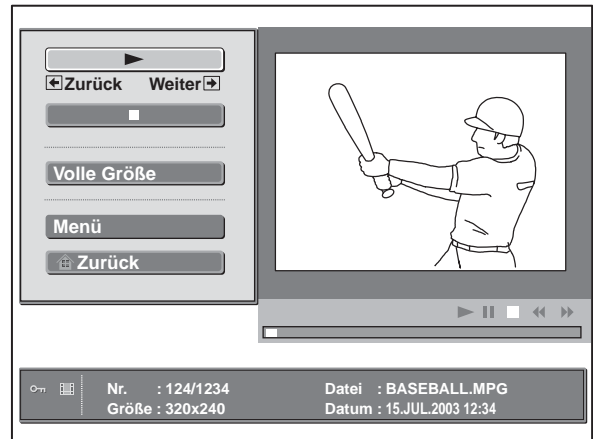 Zurück Weiter
Volle Größe
Menü
Zurück
Nr. : 124/1234
Größe : 320x240
Datei : BASEBALL.MPG
Datum : 15.JUL.2003 12:34